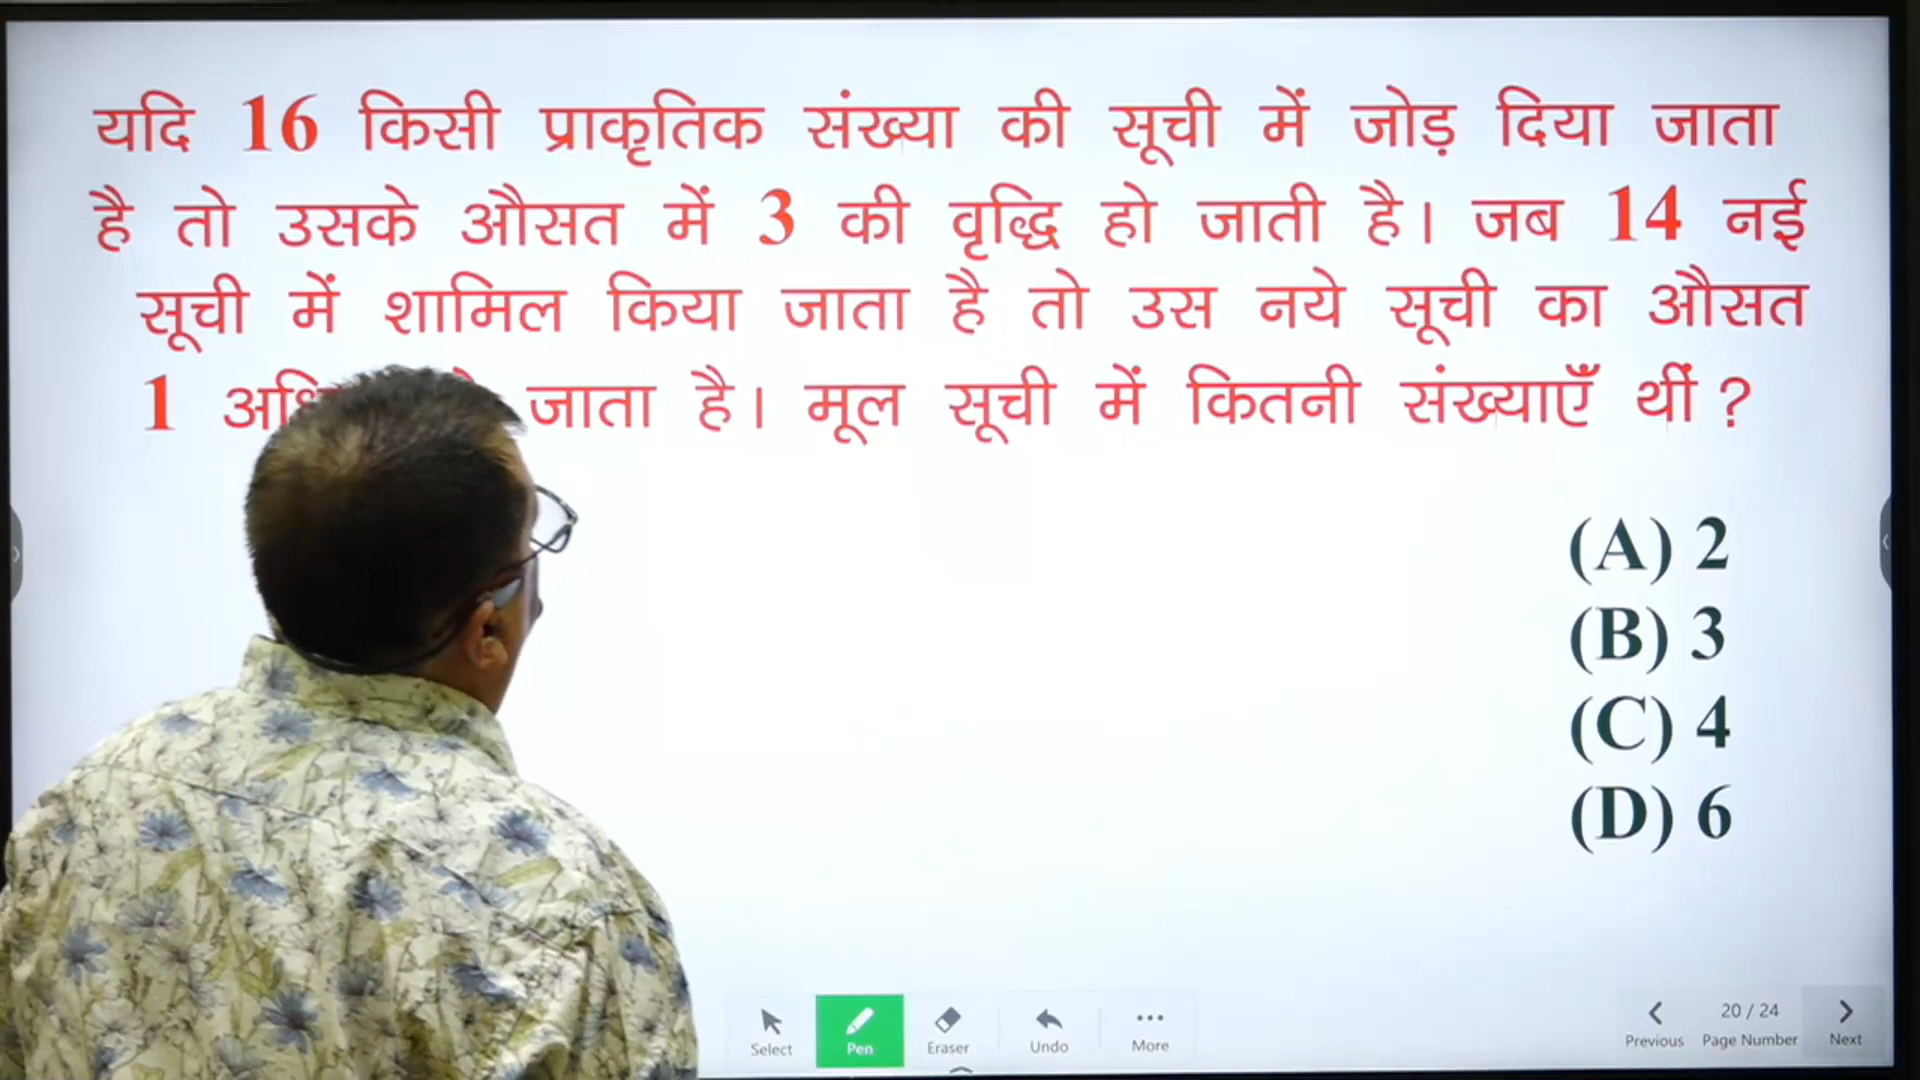 यदि 16 किसी प्राकृतिक संख्या की सूची में जोड़ दिया जाता
है तो उसके औसत में 3 की वृद्धि हो जाती है। जब 14 नई
सूची में शामिल किया जाता है तो उस नये सूची का औसत
1 जाता है। मूल सूची में कितनी संख्याएँ थीं ?
(A) 2
(B) 3
(C) 4
(D) 6
Select Pen Eraser Undo More
Previous 20 / 24 Page Number Next